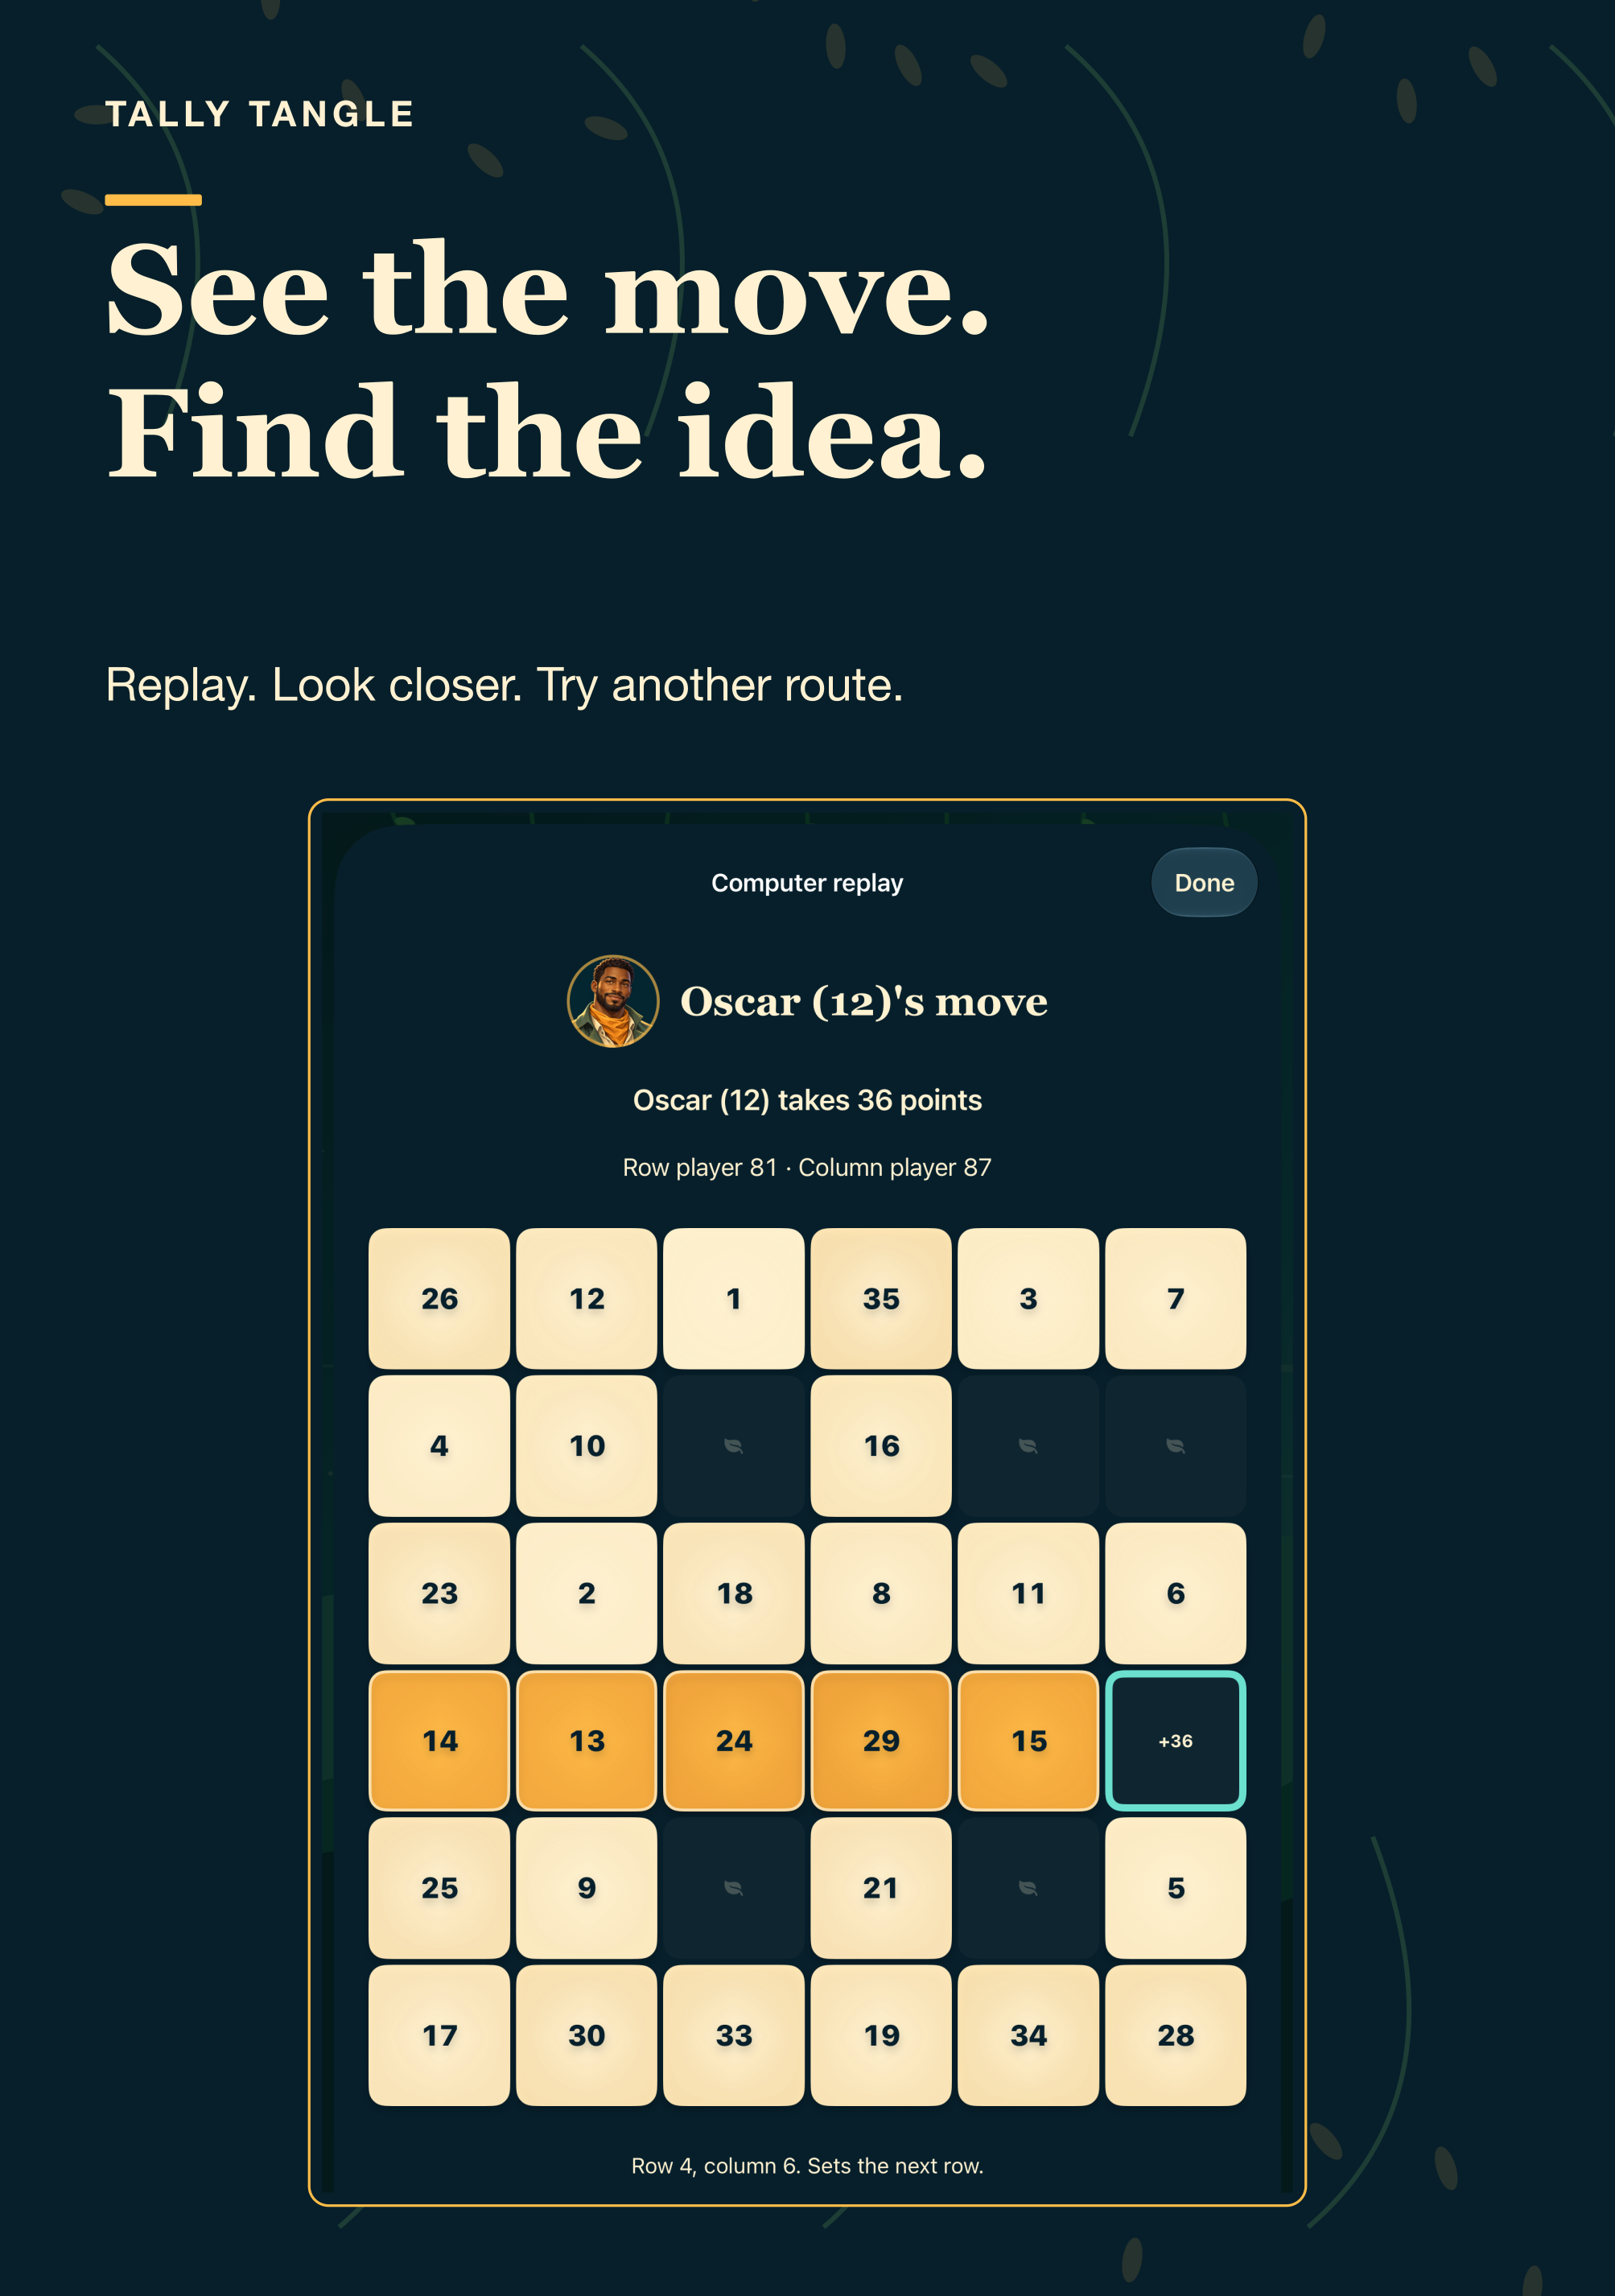 TALLY TANGLE
See the move.
Find the idea.
Replay. Look closer. Try another route.
Computer replay
Done
Oscar (12)'s move
Oscar (12) takes 36 points
Row player 81 · Column player 87
26 12 1 35 3 7
4 10 16
23 2 18 8 11 6
14 13 24 29 15 +36
25 9 21 5
17 30 33 19 34 28
Row 4, column 6. Sets the next row.